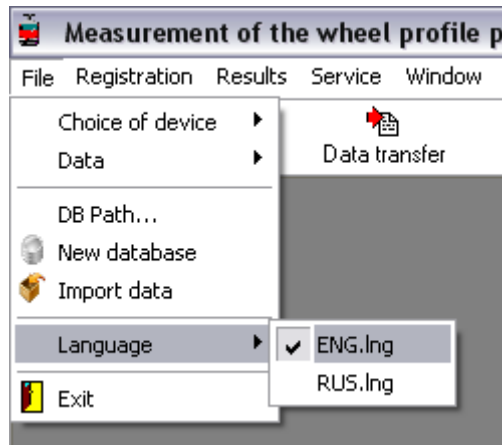 Measurement of the wheel profile p
File Registration Results Service Window
Choice of device
Data
Data transfer
DB Path...
New database
Import data
Language
ENG.lng
RUS.lng
Exit